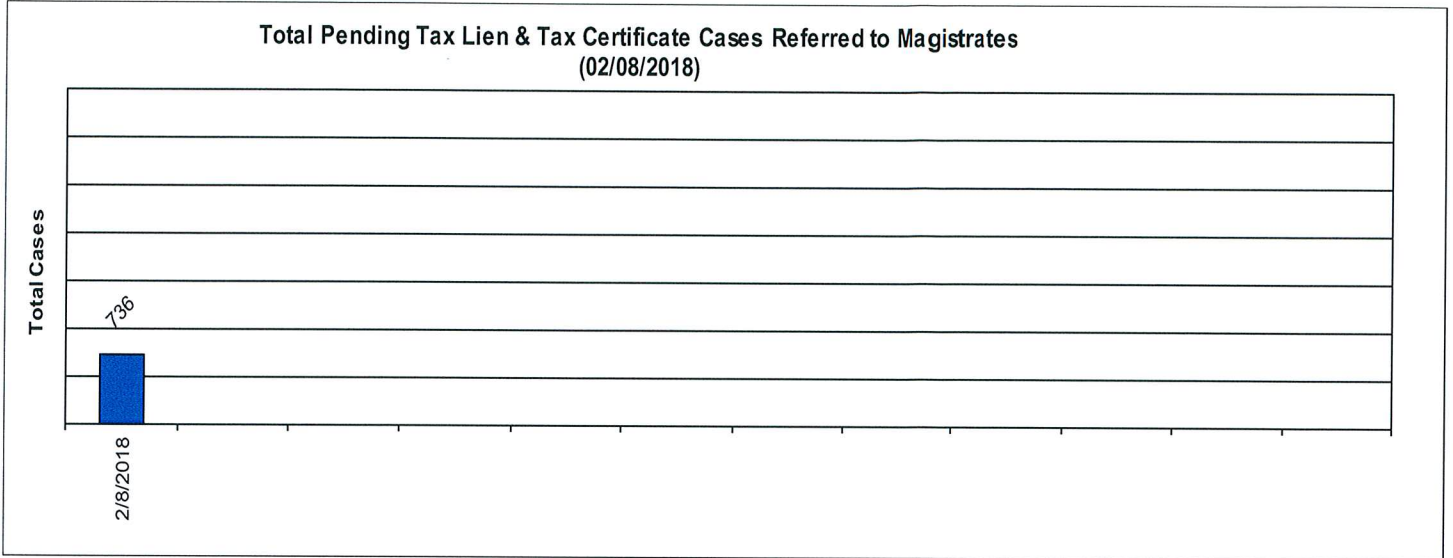 Total Pending Tax Lien & Tax Certificate Cases Referred to Magistrates
(02/08/2018)
Total Cases
736
2/8/2018